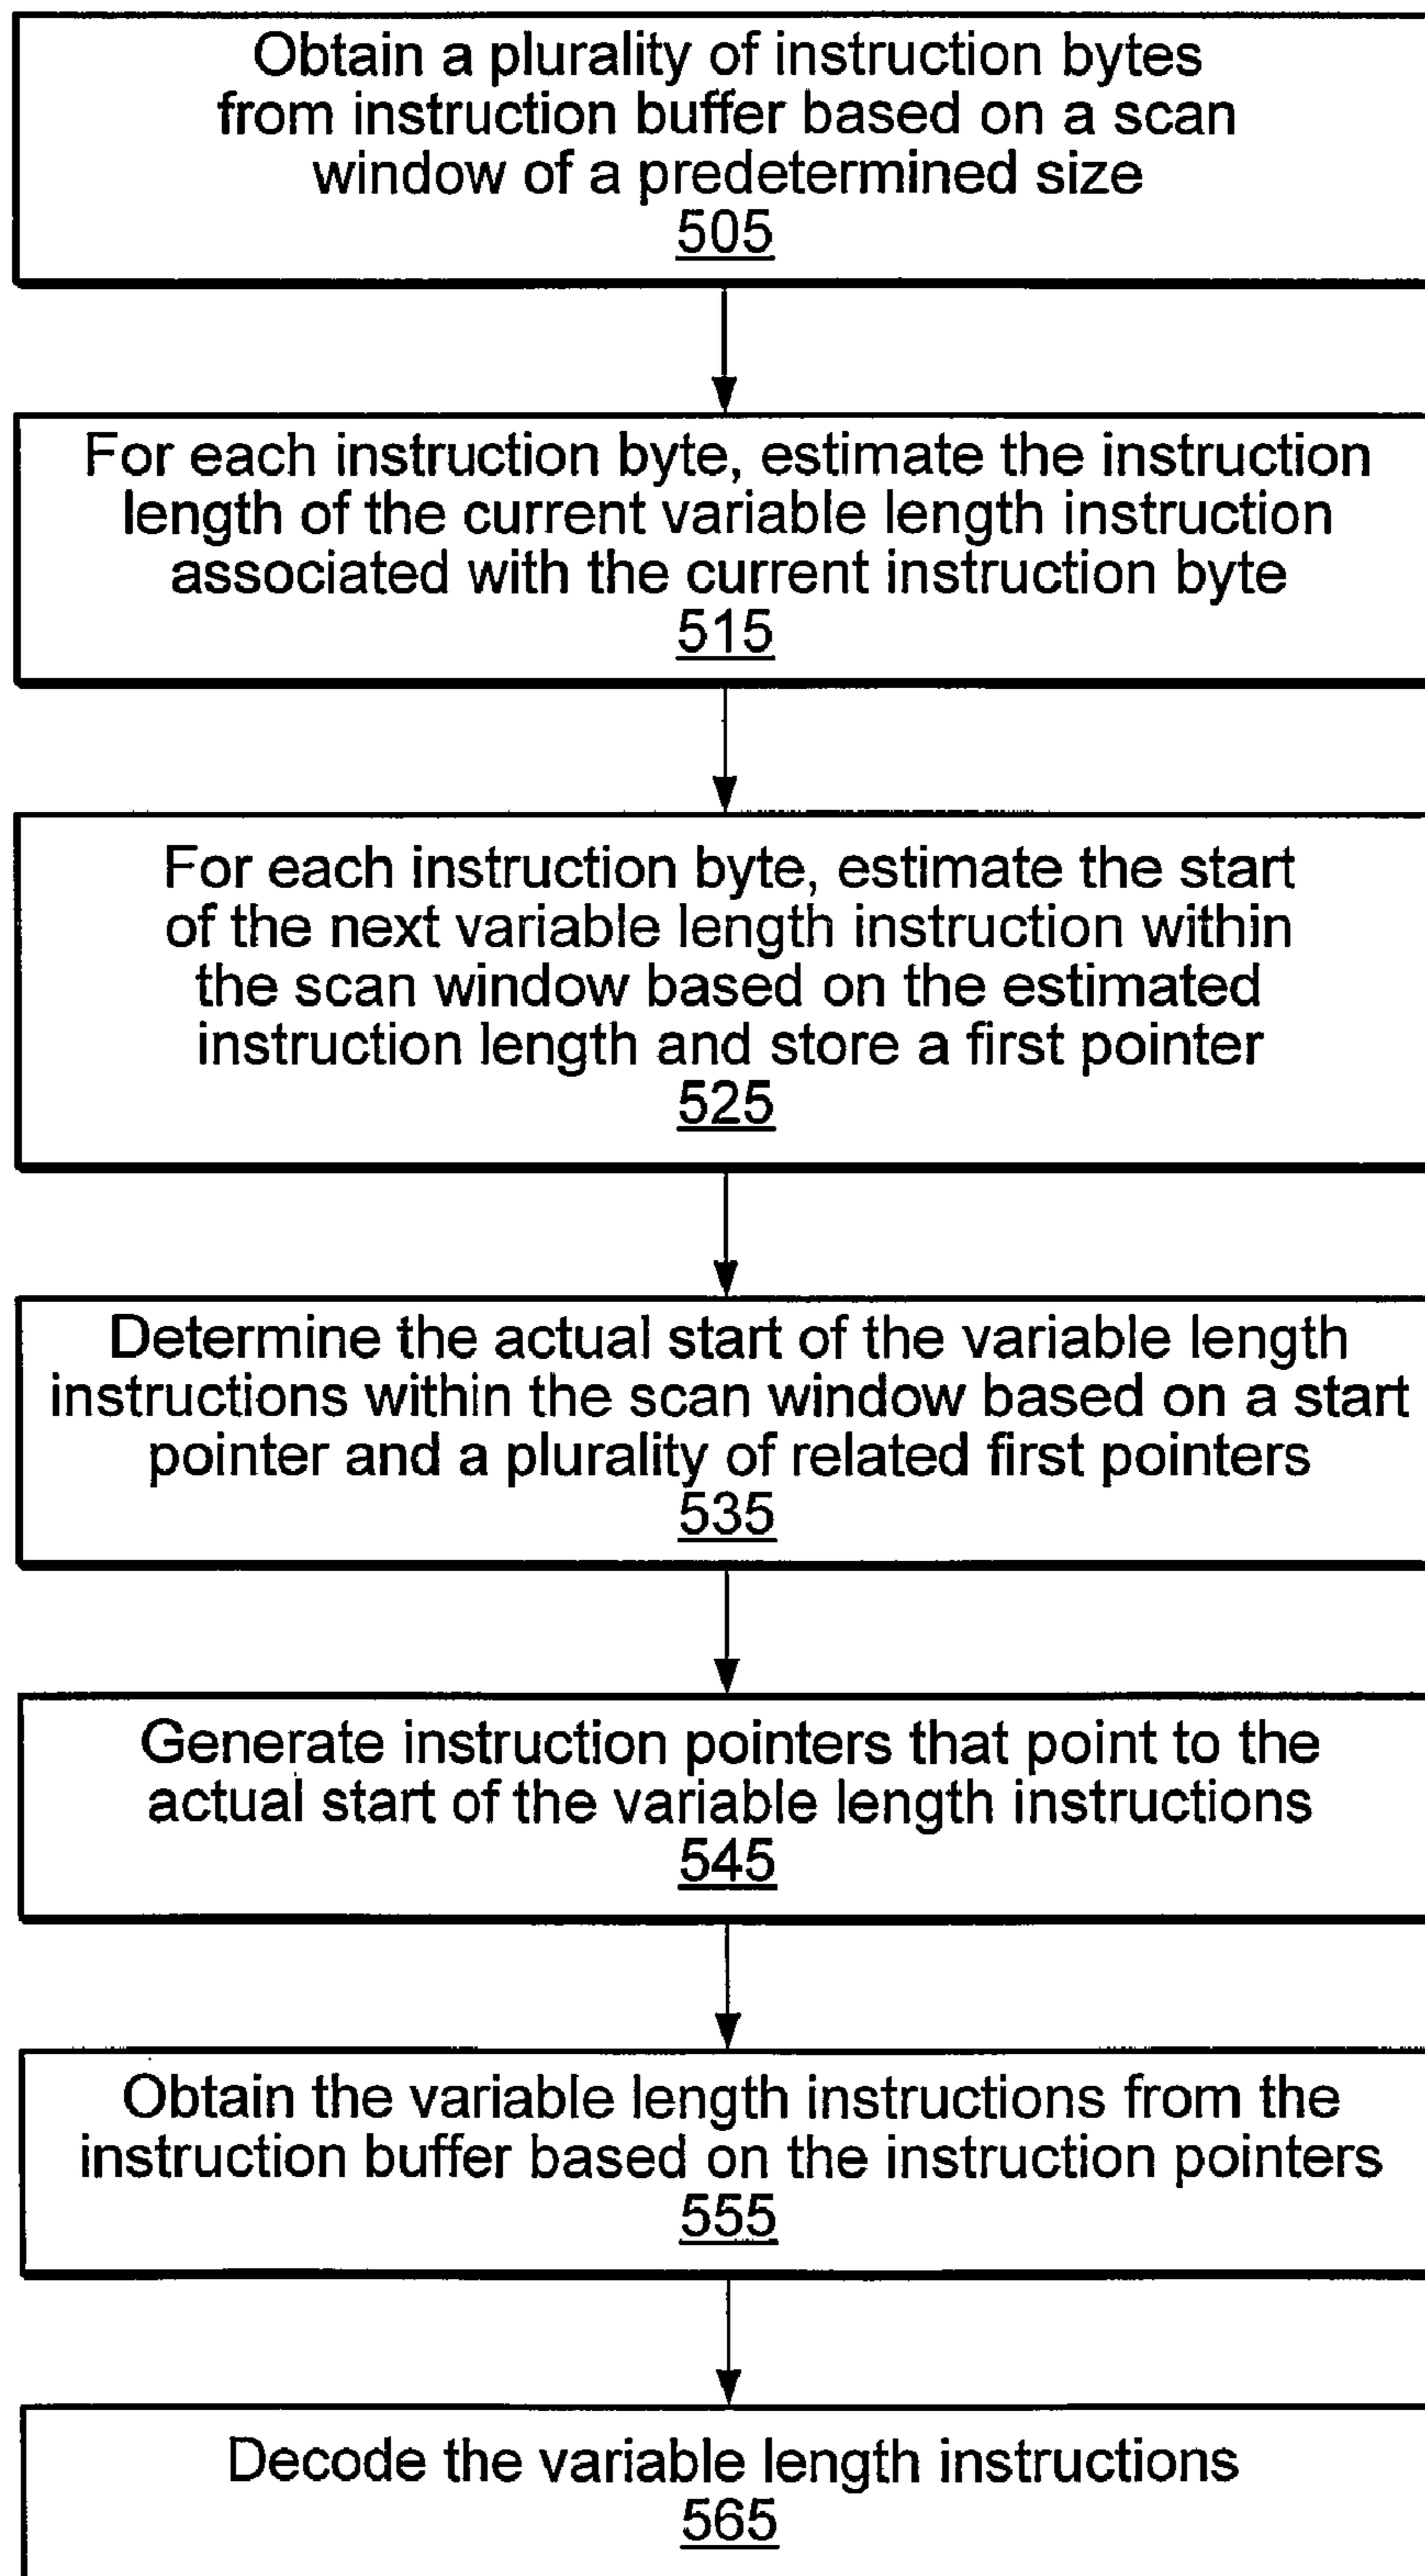 Obtain a plurality of instruction bytes
from instruction buffer based on a scan
window of a predetermined size
505
For each instruction byte, estimate the instruction
length of the current variable length instruction
associated with the current instruction byte
515
For each instruction byte, estimate the start
of the next variable length instruction within
the scan window based on the estimated
instruction length and store a first pointer
525
Determine the actual start of the variable length
instructions within the scan window based on a start
pointer and a plurality of related first pointers
535
Generate instruction pointers that point to the
actual start of the variable length instructions
545
Obtain the variable length instructions from the
instruction buffer based on the instruction pointers
555
Decode the variable length instructions
565